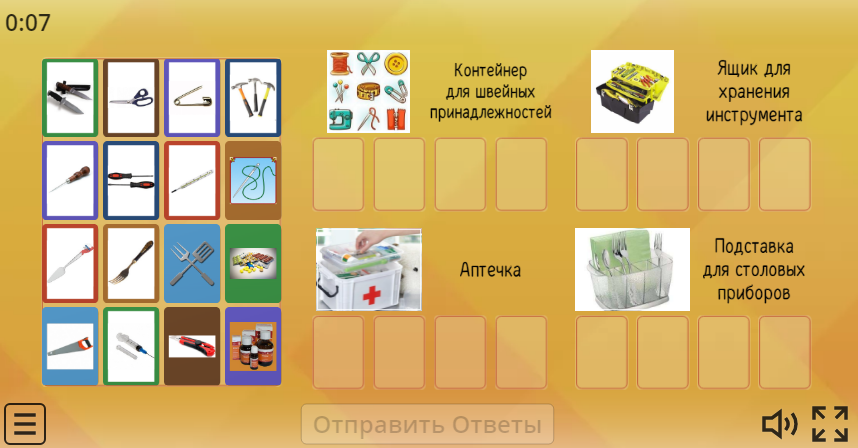 0:07
Контейнер
для швейных
принадлежностей
Ящик для
хранения
инструмента
Аптечка
Подставка
для столовых
приборов
Отправить Ответы